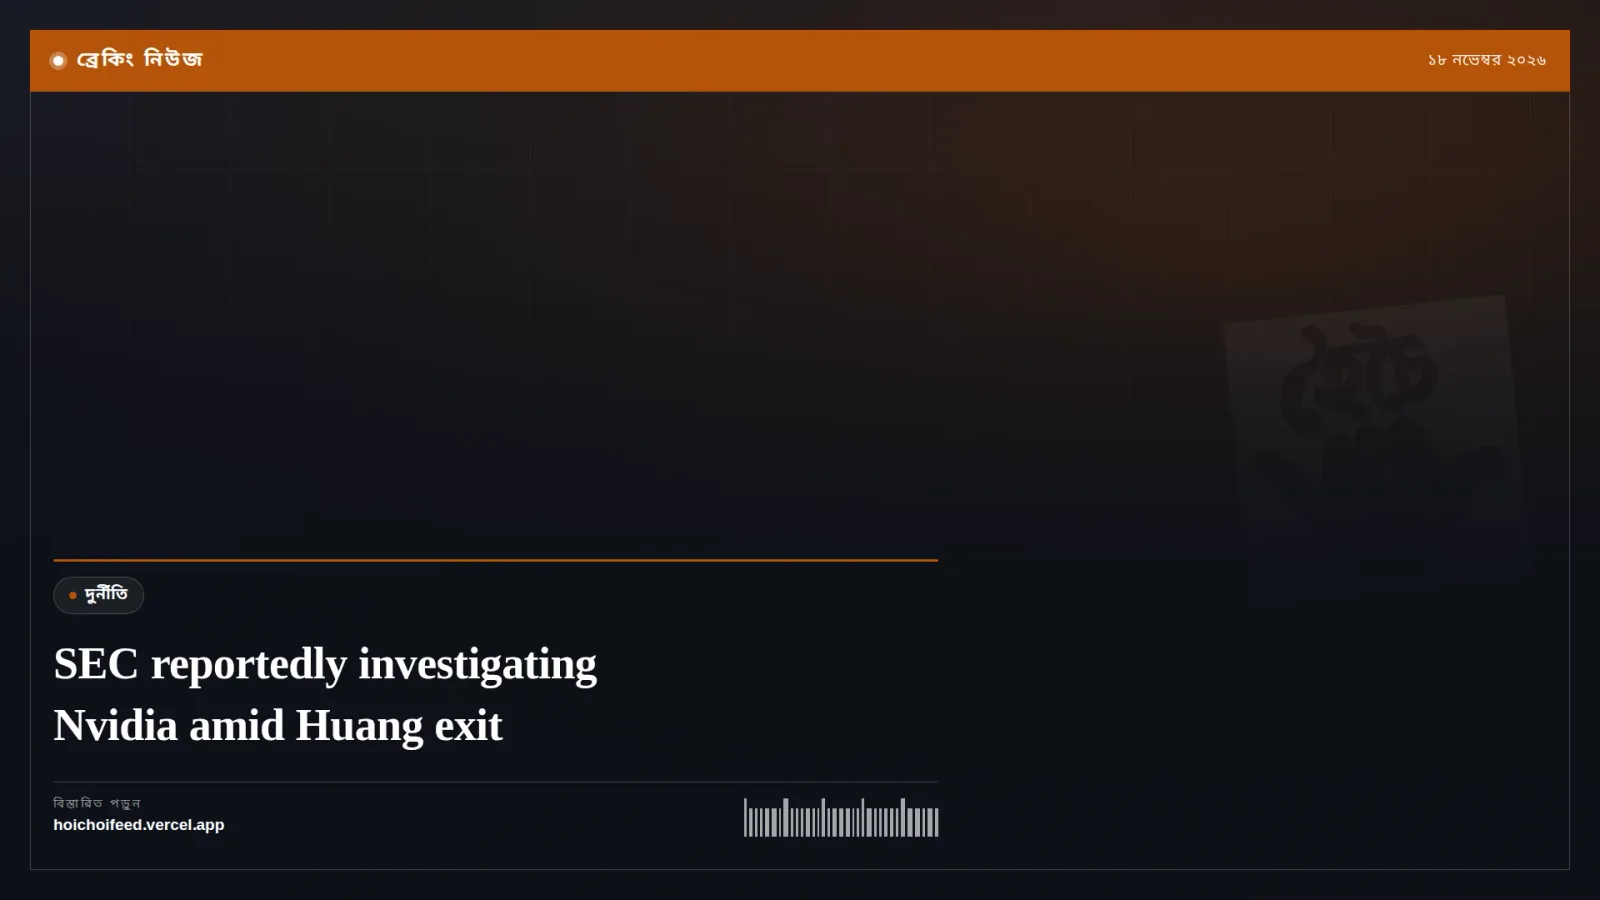 ব্রেকিং নিউজ
১৮ নভেম্বর ২০২৬
হৈচৈ
দুর্নীতি
SEC reportedly investigating
Nvidia amid Huang exit
বিস্তারিত পড়ুন
hoichoifeed.vercel.app